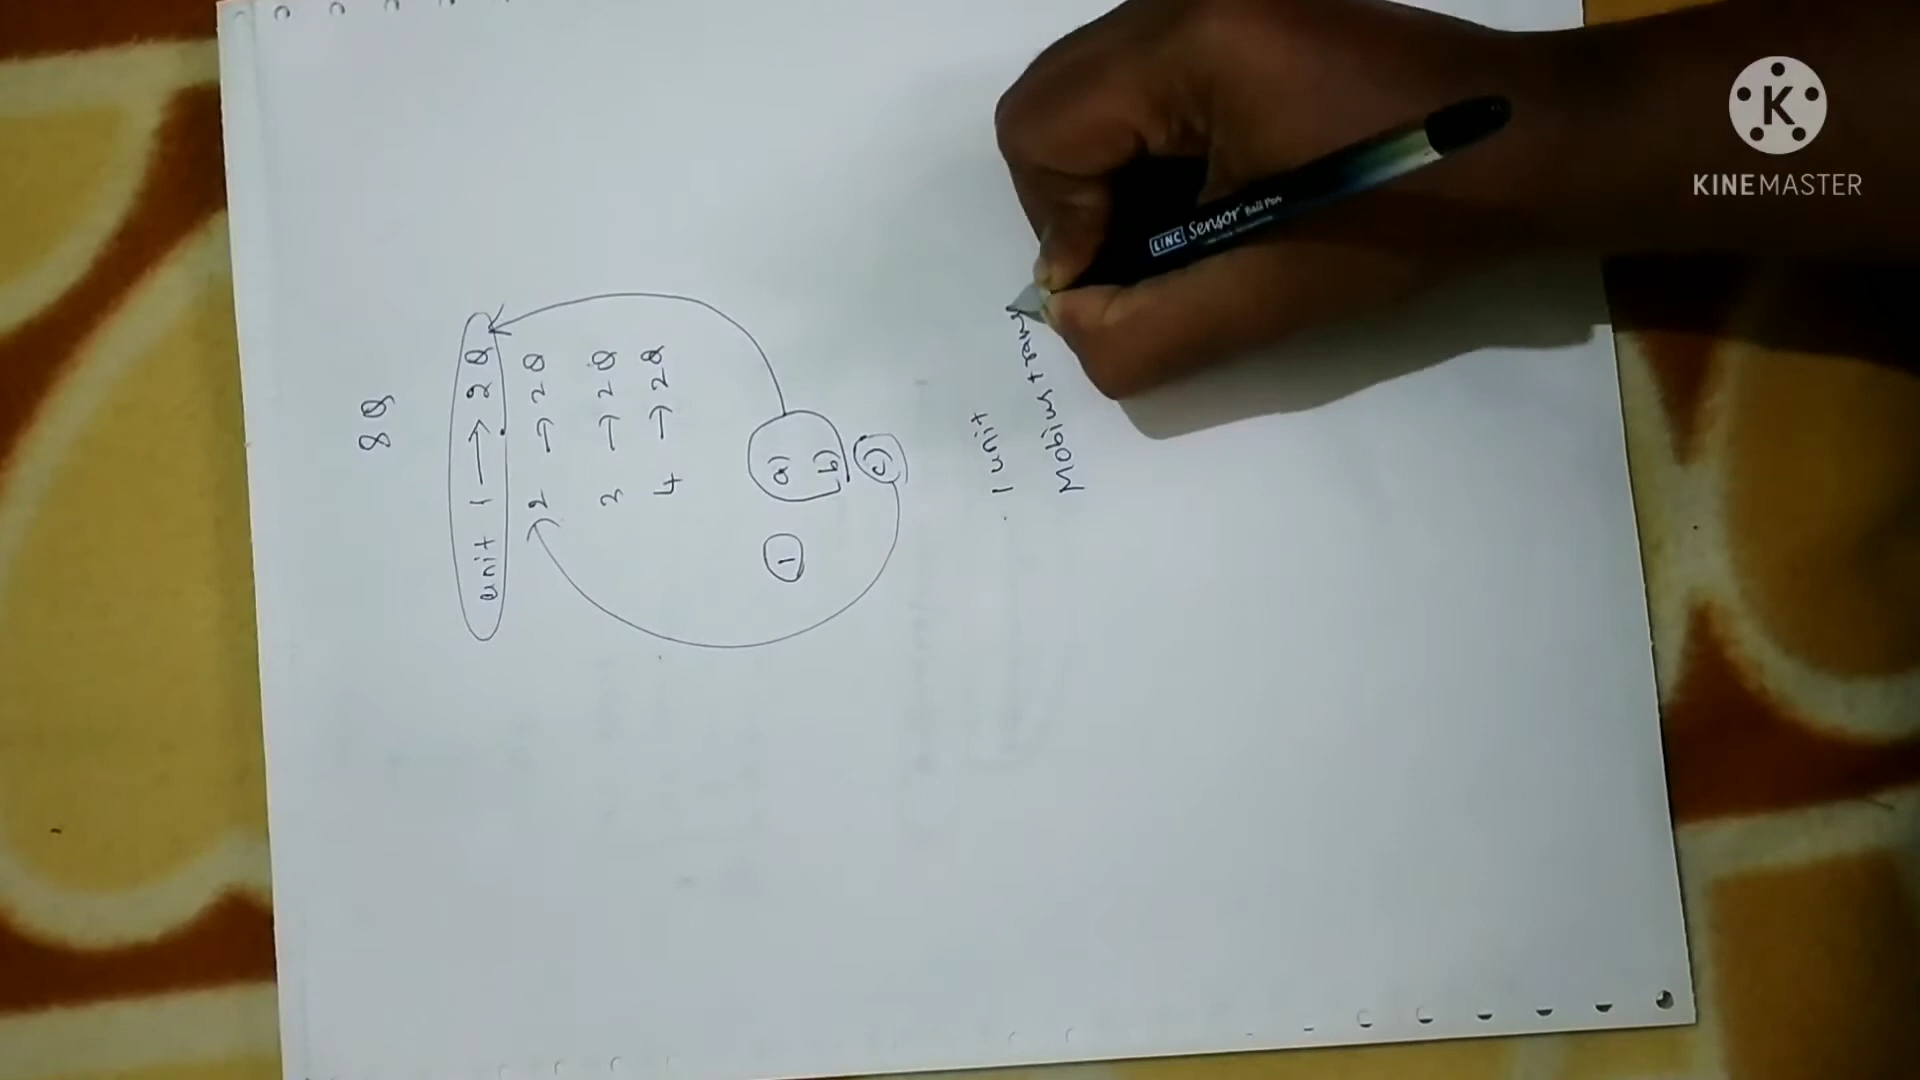 8Q
unit 1 → 2Q
2 → 2Q
3 → 2Q
4 → 2Q
1 a)
b)
c)
1 unit
Mobius trans
LINC Sensor Ball Pen
K
KINEMASTER